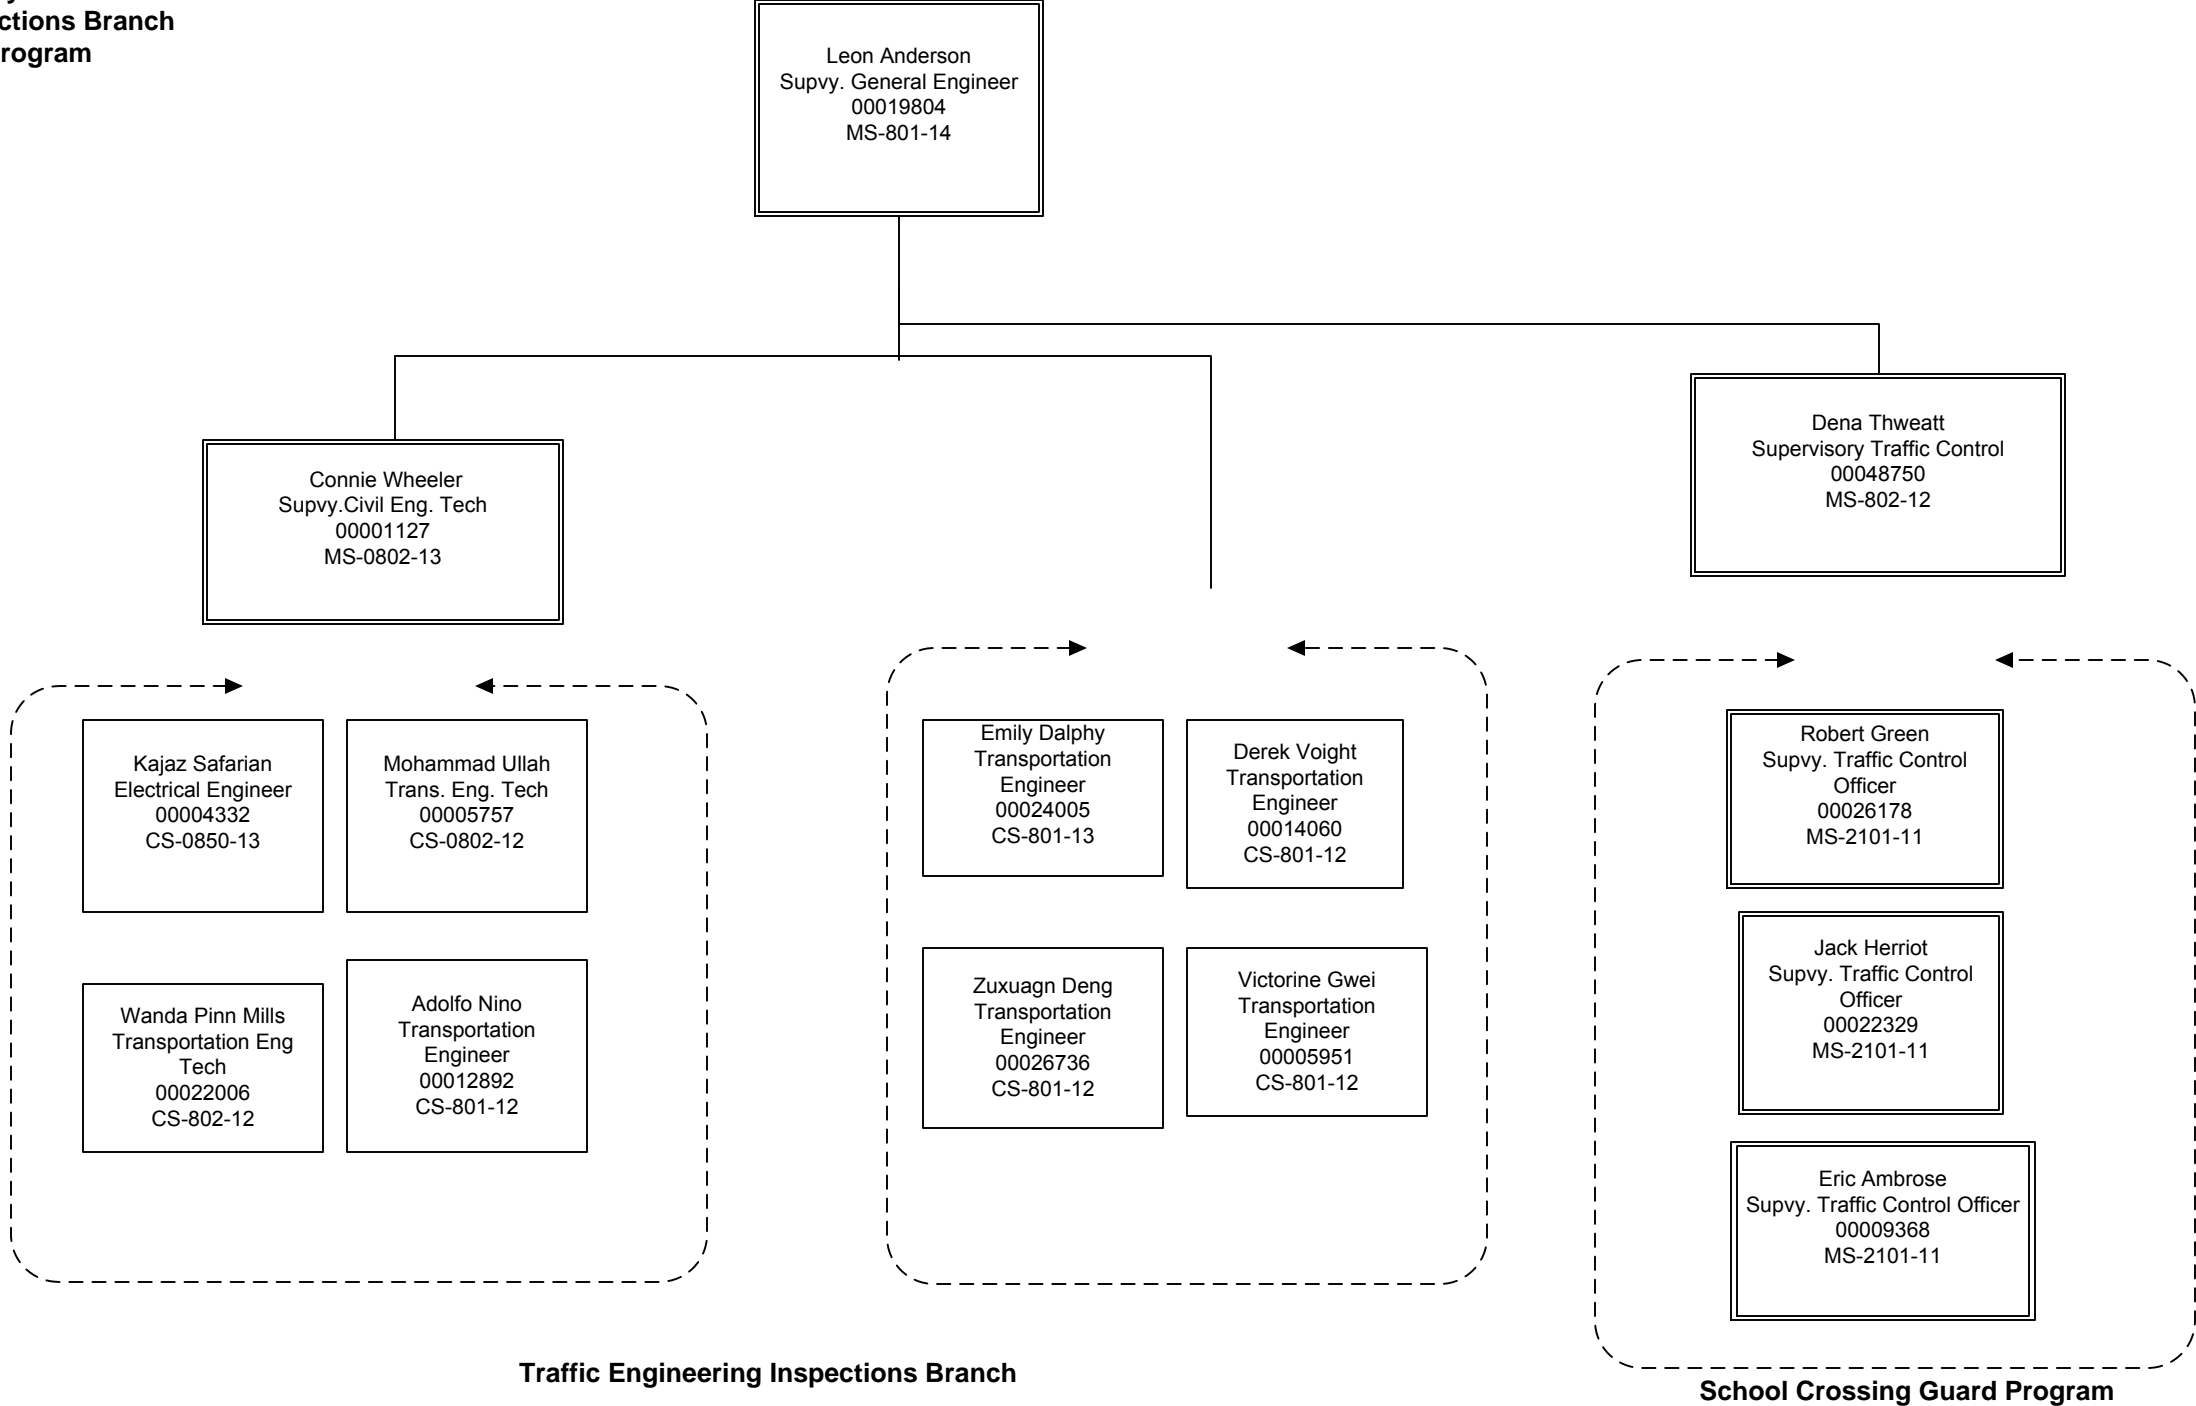 ctions Branch
rogram
Leon Anderson
Supvy. General Engineer
00019804
MS-801-14
Connie Wheeler
Supvy.Civil Eng. Tech
00001127
MS-0802-13
Dena Thweatt
Supervisory Traffic Control
00048750
MS-802-12
Kajaz Safarian
Electrical Engineer
00004332
CS-0850-13
Mohammad Ullah
Trans. Eng. Tech
00005757
CS-0802-12
Wanda Pinn Mills
Transportation Eng
Tech
00022006
CS-802-12
Adolfo Nino
Transportation
Engineer
00012892
CS-801-12
Emily Dalphy
Transportation
Engineer
00024005
CS-801-13
Derek Voight
Transportation
Engineer
00014060
CS-801-12
Zuxuagn Deng
Transportation
Engineer
00026736
CS-801-12
Victorine Gwei
Transportation
Engineer
00005951
CS-801-12
Robert Green
Supvy. Traffic Control
Officer
00026178
MS-2101-11
Jack Herriot
Supvy. Traffic Control
Officer
00022329
MS-2101-11
Eric Ambrose
Supvy. Traffic Control Officer
00009368
MS-2101-11
Traffic Engineering Inspections Branch
School Crossing Guard Program